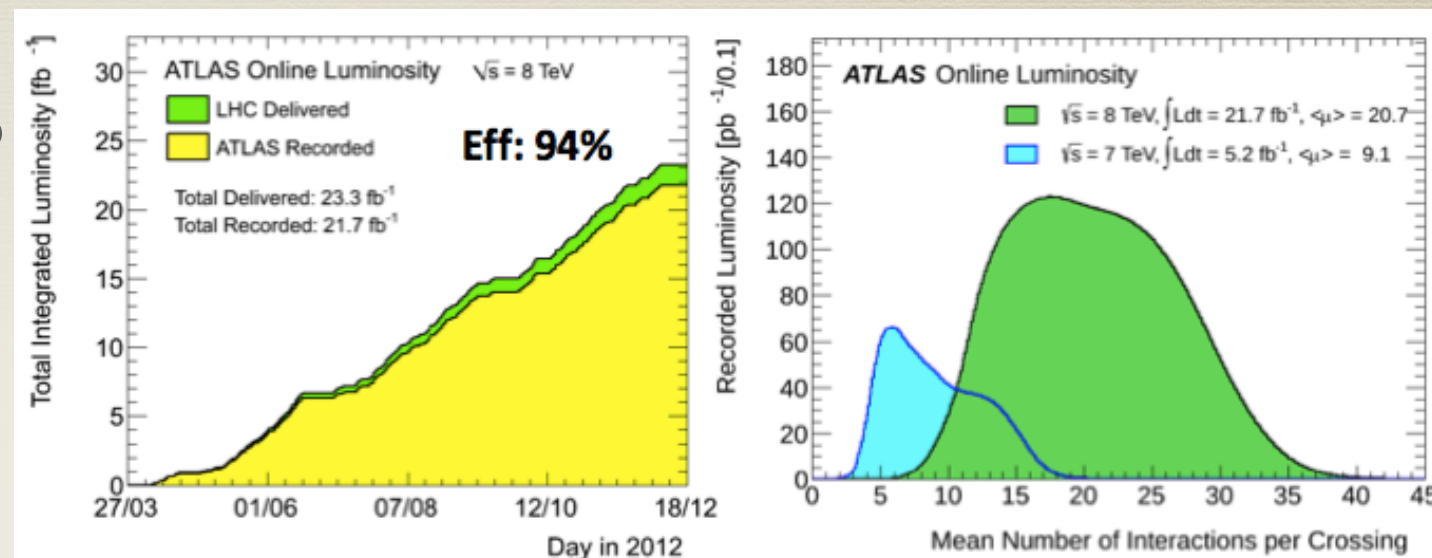 ATLAS Online Luminosity √s = 8 TeV
LHC Delivered
ATLAS Recorded
Eff: 94%
Total Delivered: 23.3 fb⁻¹
Total Recorded: 21.7 fb⁻¹
Total Integrated Luminosity [fb⁻¹]
30
25
20
15
10
5
0
27/03 01/06 07/08 12/10 18/12
Day in 2012
ATLAS Online Luminosity
√s = 8 TeV, ∫Ldt = 21.7 fb⁻¹, <μ> = 20.7
√s = 7 TeV, ∫Ldt = 5.2 fb⁻¹, <μ> = 9.1
Recorded Luminosity [pb⁻¹/0.1]
180
160
140
120
100
80
60
40
20
0
0 5 10 15 20 25 30 35 40 45
Mean Number of Interactions per Crossing